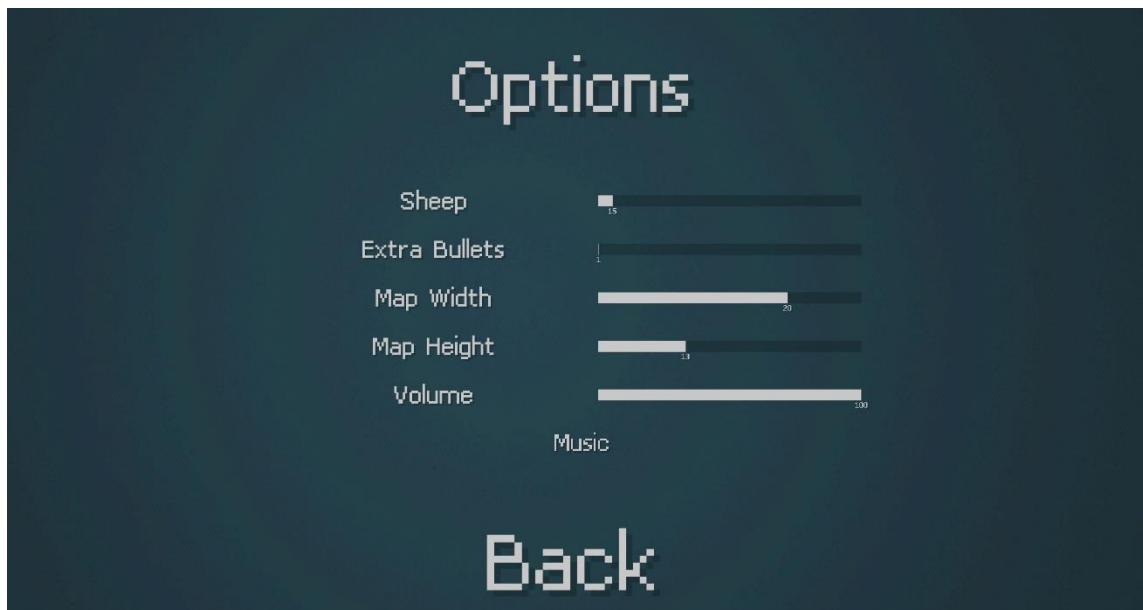 Options
Sheep
15
Extra Bullets
1
Map Width
20
Map Height
13
Volume
100
Music
Back